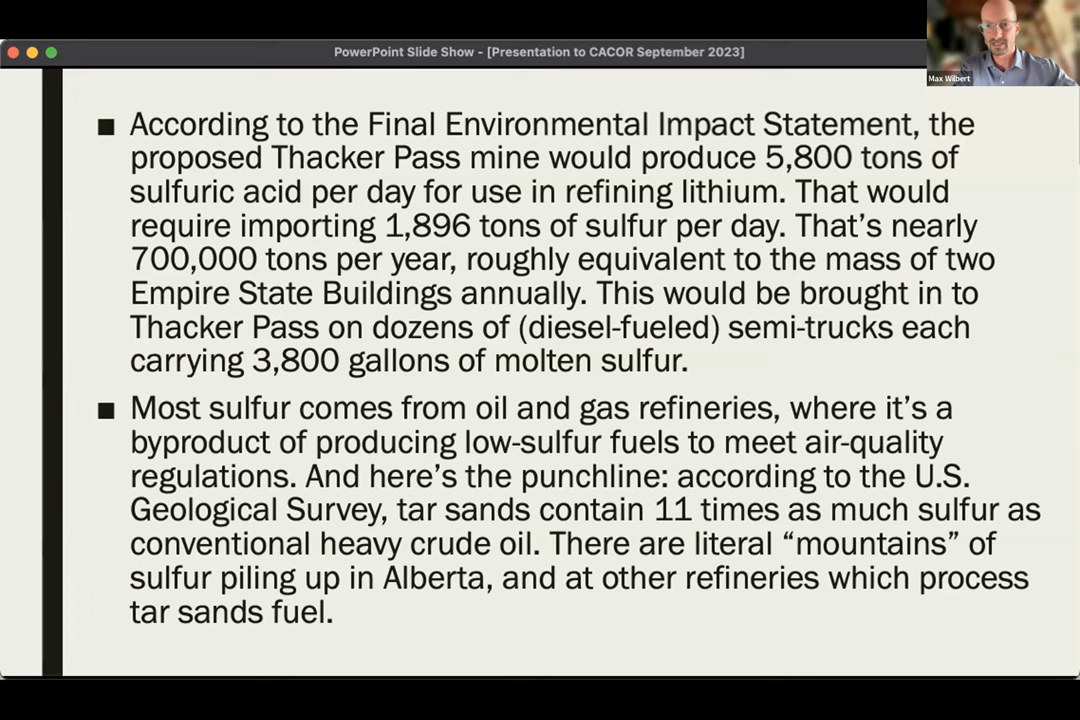 PowerPoint Slide Show - [Presentation to CACOR September 2023]
Max Wilbert
■ According to the Final Environmental Impact Statement, the
proposed Thacker Pass mine would produce 5,800 tons of
sulfuric acid per day for use in refining lithium. That would
require importing 1,896 tons of sulfur per day. That’s nearly
700,000 tons per year, roughly equivalent to the mass of two
Empire State Buildings annually. This would be brought in to
Thacker Pass on dozens of (diesel-fueled) semi-trucks each
carrying 3,800 gallons of molten sulfur.
■ Most sulfur comes from oil and gas refineries, where it’s a
byproduct of producing low-sulfur fuels to meet air-quality
regulations. And here’s the punchline: according to the U.S.
Geological Survey, tar sands contain 11 times as much sulfur as
conventional heavy crude oil. There are literal “mountains” of
sulfur piling up in Alberta, and at other refineries which process
tar sands fuel.